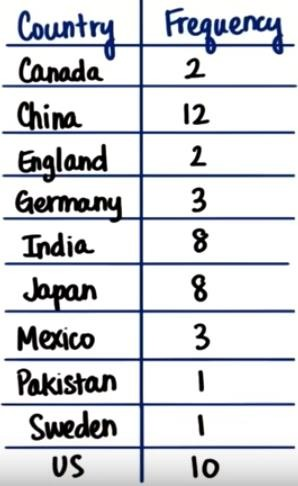 Country Frequency
Canada 2
China 12
England 2
Germany 3
India 8
Japan 8
Mexico 3
Pakistan 1
Sweden 1
US 10